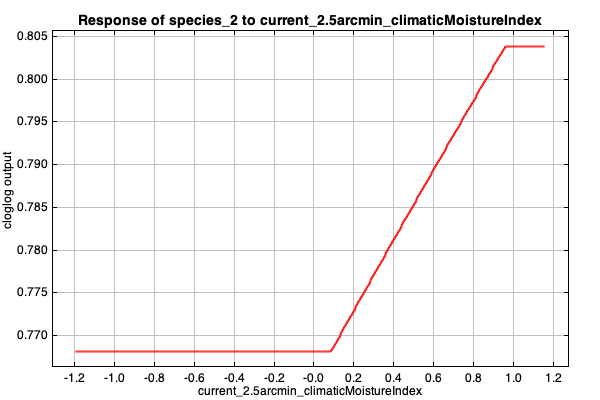 Response of species_2 to current_2.5arcmin_climaticMoistureIndex
0.805
0.800
0.795
0.790
0.785
0.780
0.775
0.770
cloglog output
-1.2 -1.0 -0.8 -0.6 -0.4 -0.2 -0.0 0.2 0.4 0.6 0.8 1.0 1.2
current_2.5arcmin_climaticMoistureIndex